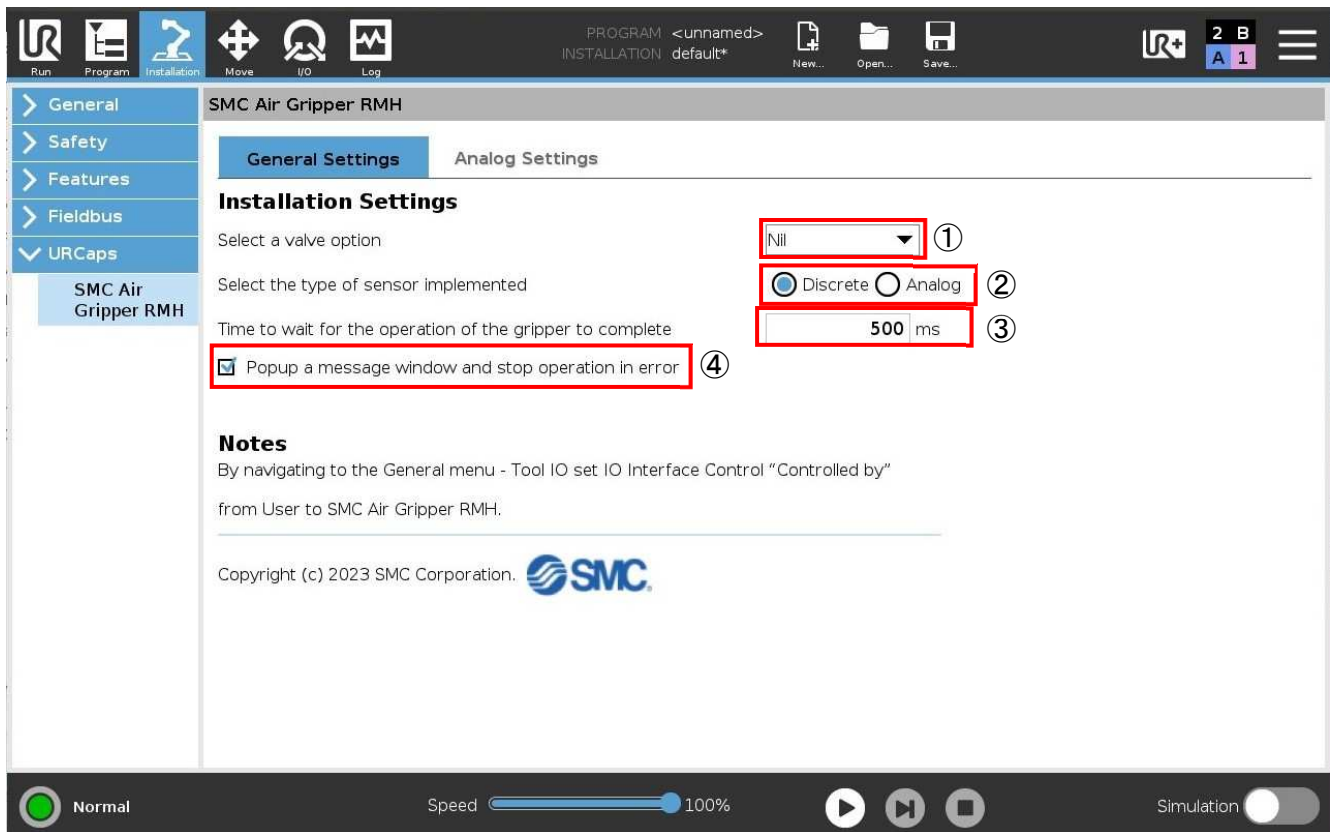 UR
PROGRAM <unnamed>
INSTALLATION default*
Run Program Installation Move I/O Log New... Open... Save...
UR+
2 B
A 1
General
Safety
Features
Fieldbus
URCaps
SMC Air
Gripper RMH
SMC Air Gripper RMH
General Settings Analog Settings
Installation Settings
Select a valve option Nil ①
Select the type of sensor implemented Discrete Analog ②
Time to wait for the operation of the gripper to complete 500 ms ③
Popup a message window and stop operation in error ④
Notes
By navigating to the General menu - Tool IO set IO Interface Control "Controlled by"
from User to SMC Air Gripper RMH.
Copyright (c) 2023 SMC Corporation. SMC.
Normal Speed 100% Simulation